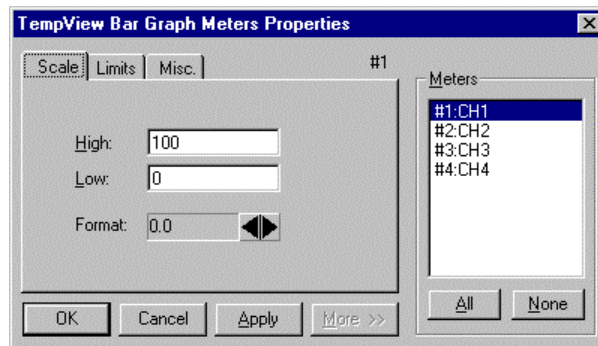 TempView Bar Graph Meters Properties
Scale Limits Misc. #1
High: 100
Low: 0
Format: 0.0
Meters
#1:CH1
#2:CH2
#3:CH3
#4:CH4
All None
OK Cancel Apply More >>